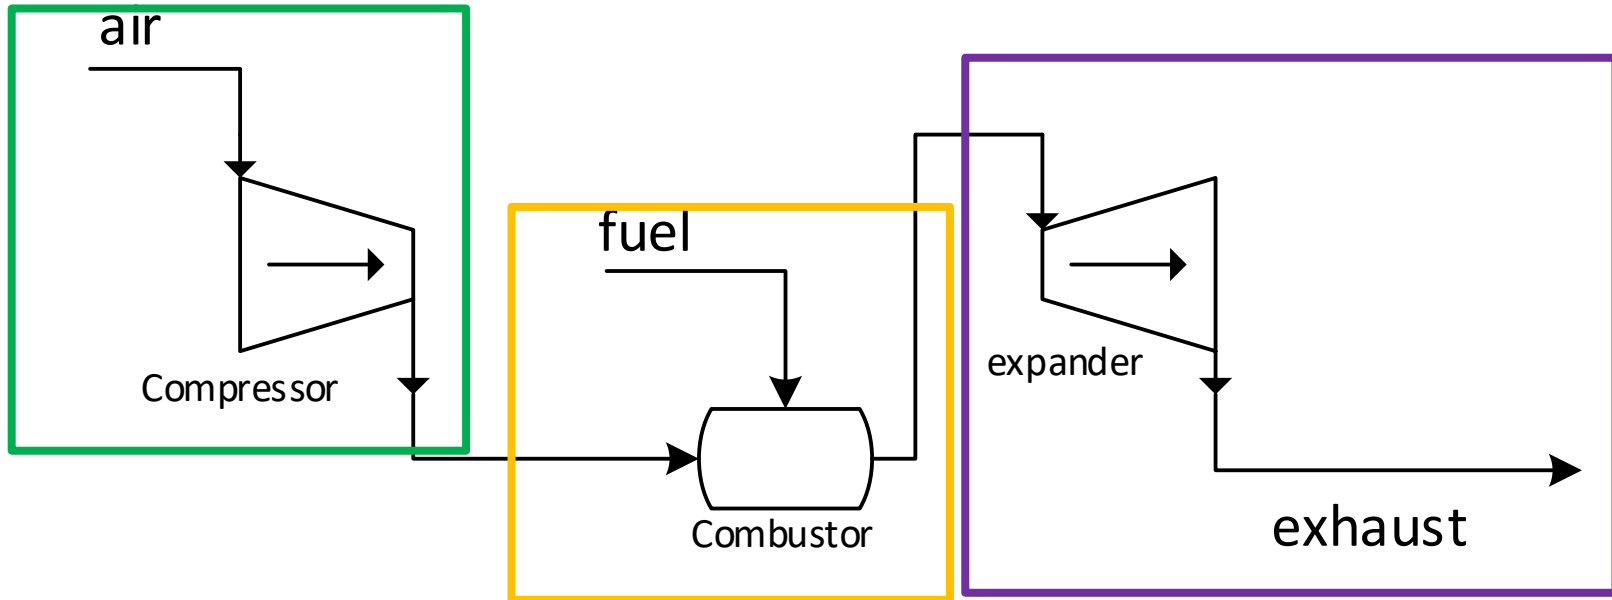 air
Compressor
fuel
Combustor
expander
exhaust